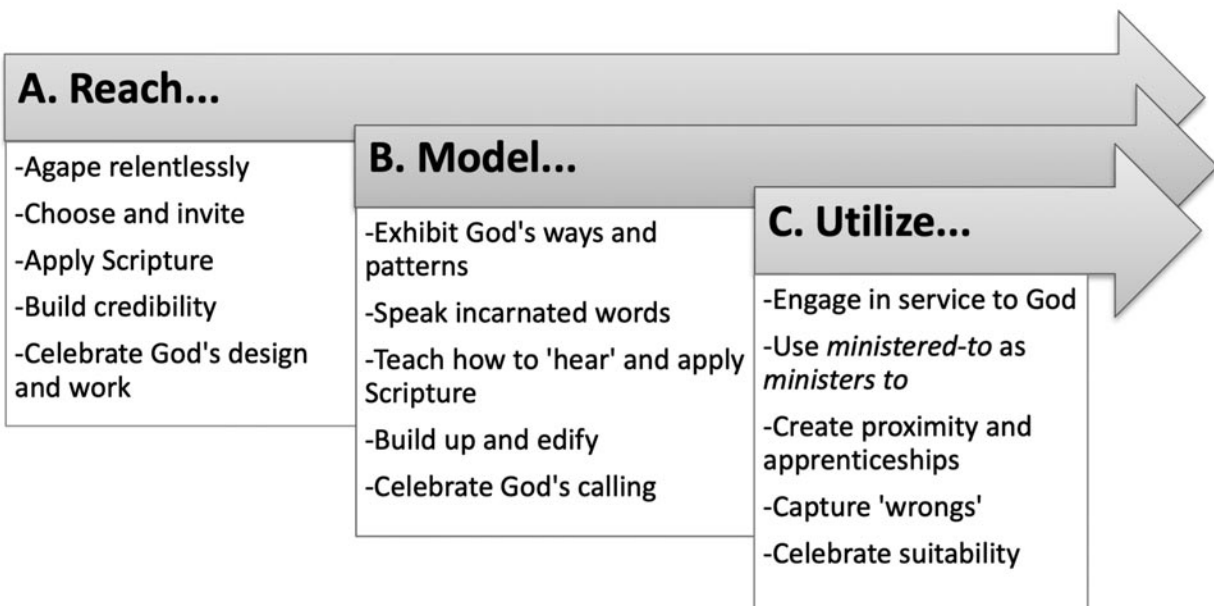 A. Reach...
-Agape relentlessly
-Choose and invite
-Apply Scripture
-Build credibility
-Celebrate God's design
and work
B. Model...
-Exhibit God's ways and
patterns
-Speak incarnated words
-Teach how to 'hear' and apply
Scripture
-Build up and edify
-Celebrate God's calling
C. Utilize...
-Engage in service to God
-Use ministered-to as
ministers to
-Create proximity and
apprenticeships
-Capture 'wrongs'
-Celebrate suitability